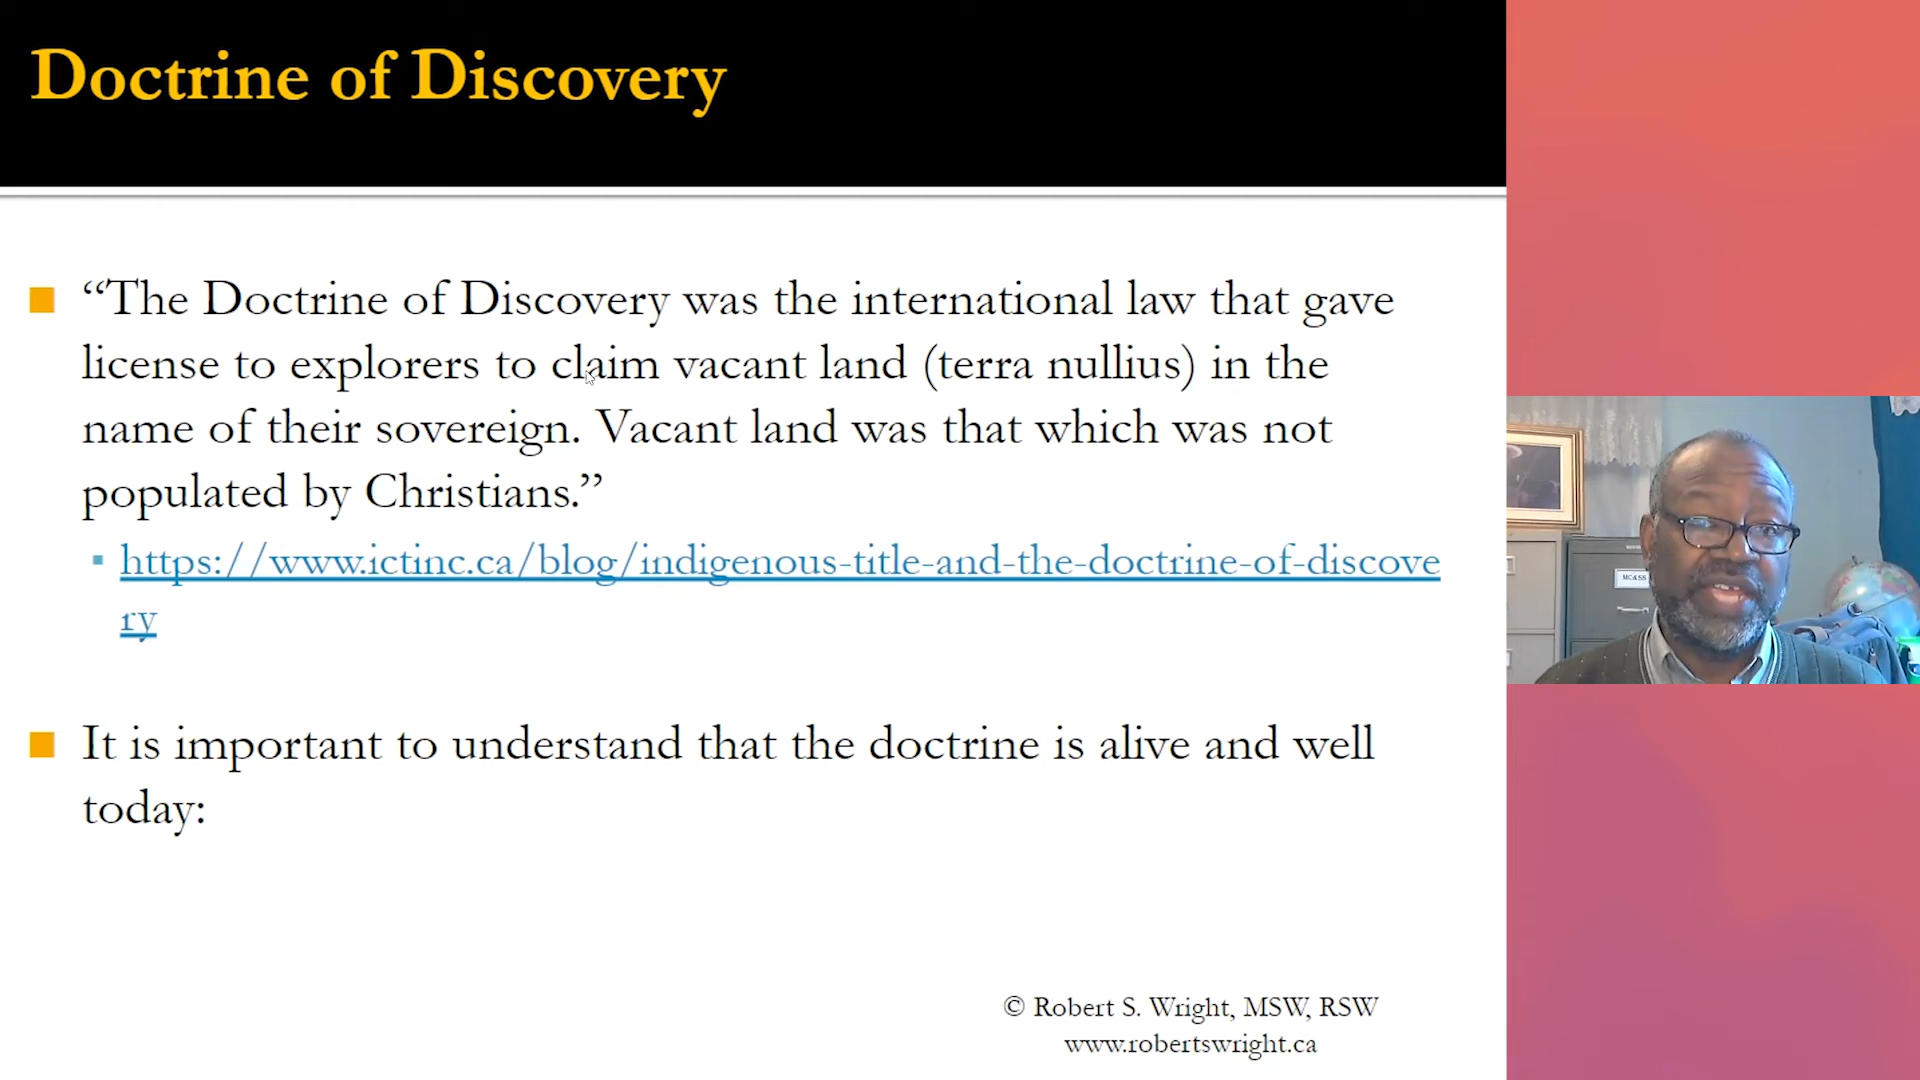 Doctrine of Discovery
“The Doctrine of Discovery was the international law that gave
license to explorers to claim vacant land (terra nullius) in the
name of their sovereign. Vacant land was that which was not
populated by Christians.”
https://www.ictinc.ca/blog/indigenous-title-and-the-doctrine-of-discove
ry
MC&SS
It is important to understand that the doctrine is alive and well
today:
© Robert S. Wright, MSW, RSW
www.robertswright.ca